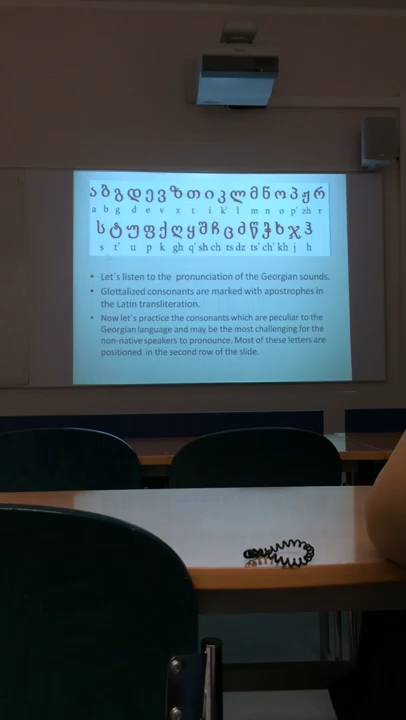 ა ბ გ დ ე ვ ზ თ ი კ ლ მ ნ ო პ ჟ რ
a b g d e v z t i k' l m n o p' zh r
ს ტ უ ფ ქ ღ ყ შ ჩ ც ძ წ ჭ ხ ჯ ჰ
s t' u p k gh q' sh ch ts dz ts' ch' kh j h
• Let`s listen to the pronunciation of the Georgian sounds.
• Glottalized consonants are marked with apostrophes in
the Latin transliteration.
• Now let`s practice the consonants which are peculiar to the
Georgian language and may be the most challenging for the
non-native speakers to pronounce. Most of these letters are
positioned in the second row of the slide.